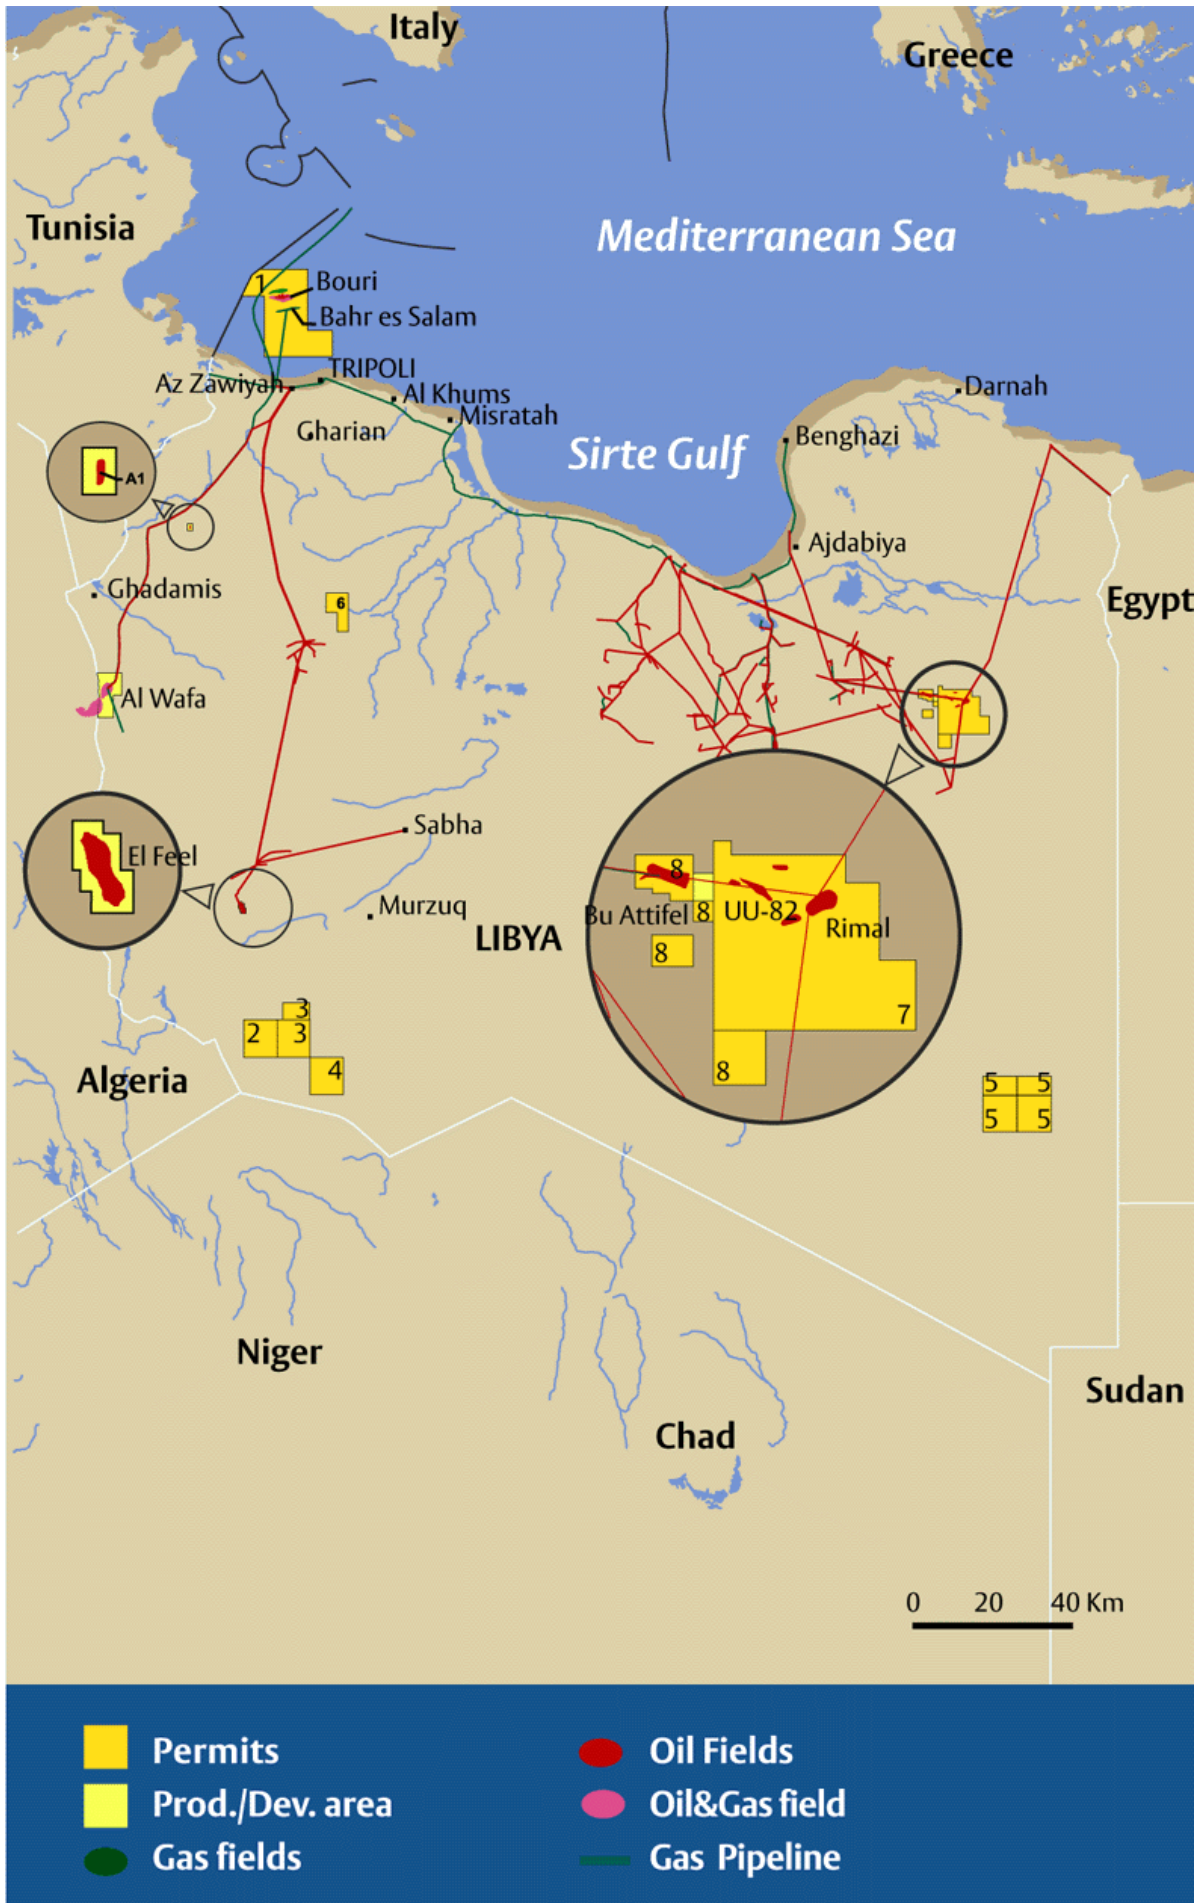 Italy
Greece
Tunisia
Mediterranean Sea
1
Bouri
Bahr es Salam
TRIPOLI
Az Zawiyah
Al Khums
Darnah
Misratah
Gharian
Benghazi
Sirte Gulf
A1
Ajdabiya
Ghadamis
6
Egypt
Al Wafa
Sabha
El Feel
8
Murzuq
Bu Attifel
8
UU-82
Rimal
LIBYA
8
3
7
2
3
4
8
Algeria
5
5
5
5
Niger
Sudan
Chad
0 20 40 Km
Permits
Oil Fields
Prod./Dev. area
Oil&Gas field
Gas fields
Gas Pipeline